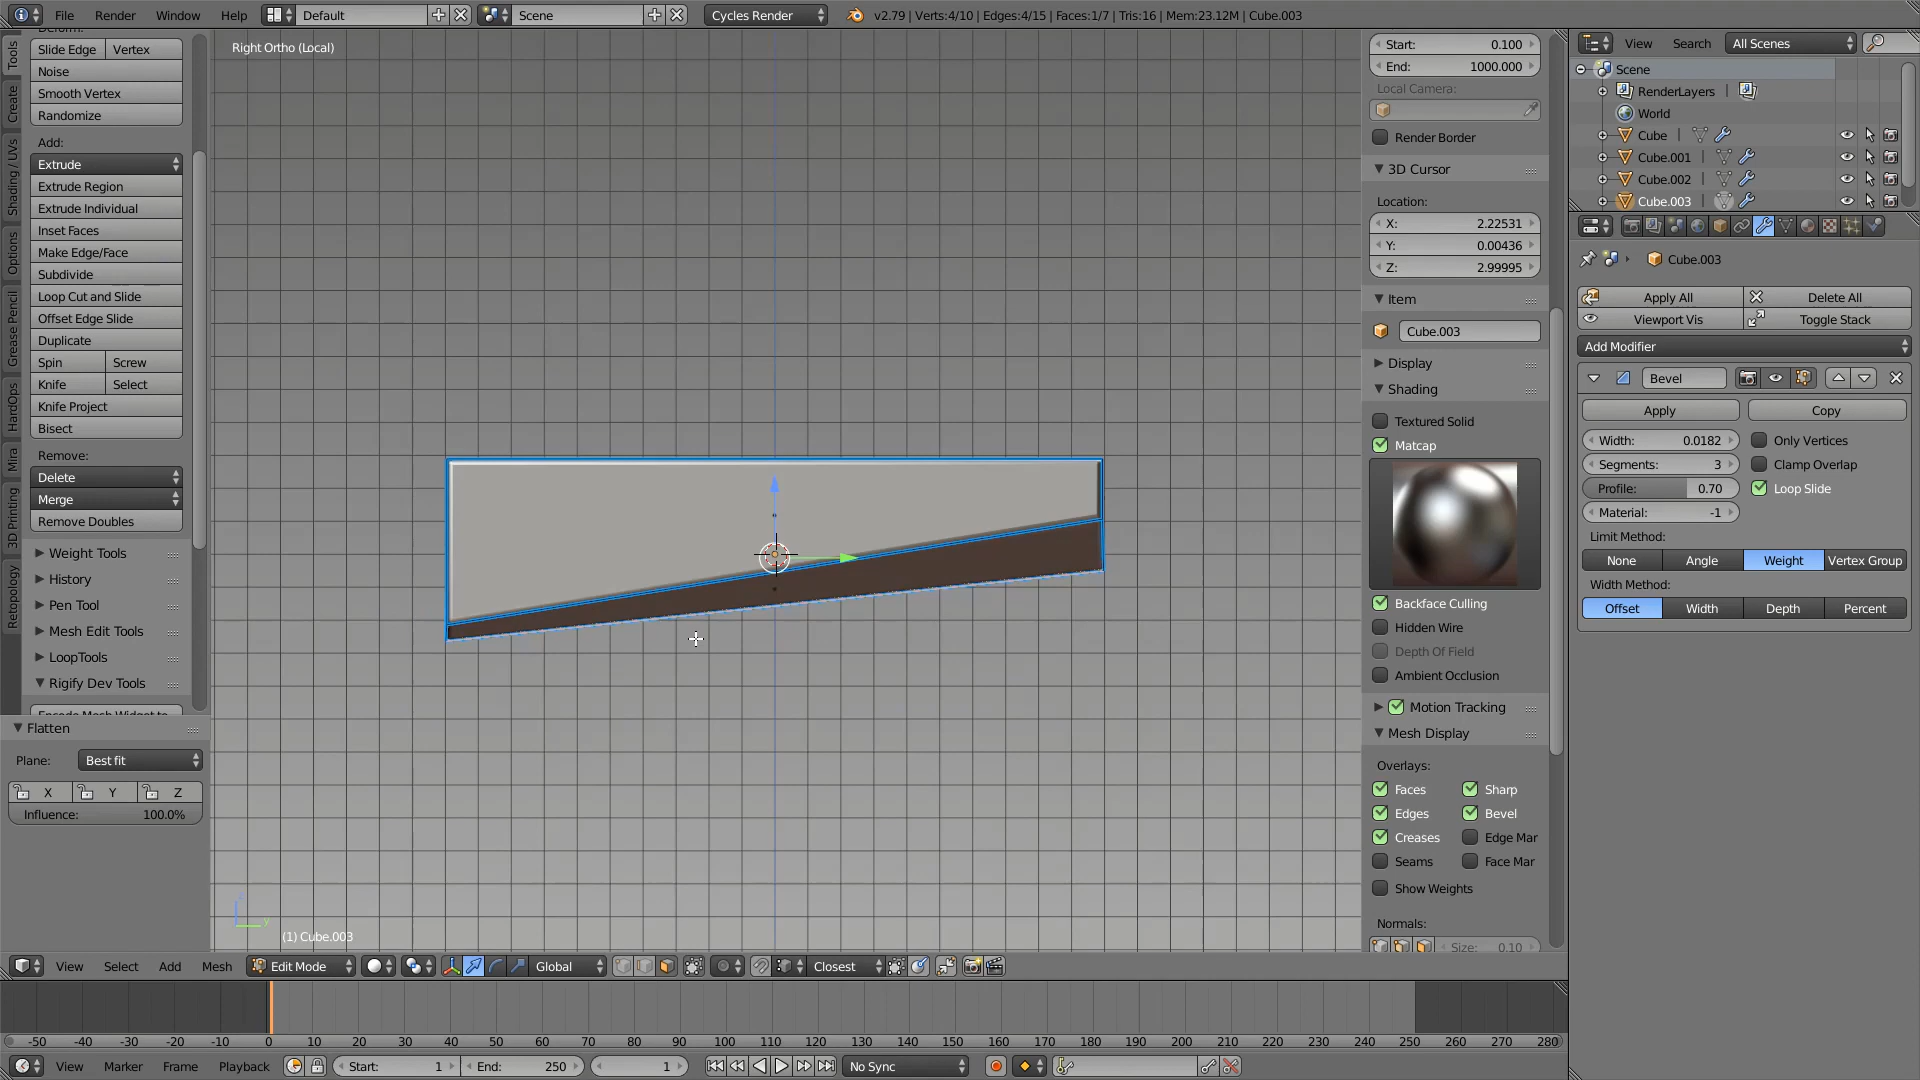 File Render Window Help Default Scene Cycles Render v2.79 | Verts:4/10 | Edges:4/15 | Faces:1/7 | Tris:16 | Mem:23.12M | Cube.003
Right Ortho (Local)
Tools
Create
Shading / UVs
Options
Grease Pencil
HardOps
Mira
3D Printing
Retopology
Deform:
Slide Edge Vertex
Noise
Smooth Vertex
Randomize
Add:
Extrude
Extrude Region
Extrude Individual
Inset Faces
Make Edge/Face
Subdivide
Loop Cut and Slide
Offset Edge Slide
Duplicate
Spin Screw
Knife Select
Knife Project
Bisect
Remove:
Delete
Merge
Remove Doubles
Weight Tools
History
Pen Tool
Mesh Edit Tools
LoopTools
Rigify Dev Tools
Encode Mesh Widget to
Flatten
Plane: Best fit
X Y Z
Influence: 100.0%
(1) Cube.003
Start: 0.100
End: 1000.000
Local Camera:
Render Border
3D Cursor
Location:
X: 2.22531
Y: 0.00436
Z: 2.99995
Item
Cube.003
Display
Shading
Textured Solid
Matcap
Backface Culling
Hidden Wire
Depth Of Field
Ambient Occlusion
Motion Tracking
Mesh Display
Overlays:
Faces Sharp
Edges Bevel
Creases Edge Mar
Seams Face Mar
Show Weights
Normals:
Size: 0.10
View Search All Scenes
Scene
RenderLayers
World
Cube
Cube.001
Cube.002
Cube.003
Cube.003
Apply All Delete All
Viewport Vis Toggle Stack
Add Modifier
Bevel
Apply Copy
Width: 0.0182 Only Vertices
Segments: 3 Clamp Overlap
Profile: 0.70 Loop Slide
Material: -1
Limit Method:
None Angle Weight Vertex Group
Width Method:
Offset Width Depth Percent
View Select Add Mesh Edit Mode Global Closest
-50 -40 -30 -20 -10 0 10 20 30 40 50 60 70 80 90 100 110 120 130 140 150 160 170 180 190 200 210 220 230 240 250 260 270 280
View Marker Frame Playback Start: 1 End: 250 1 No Sync